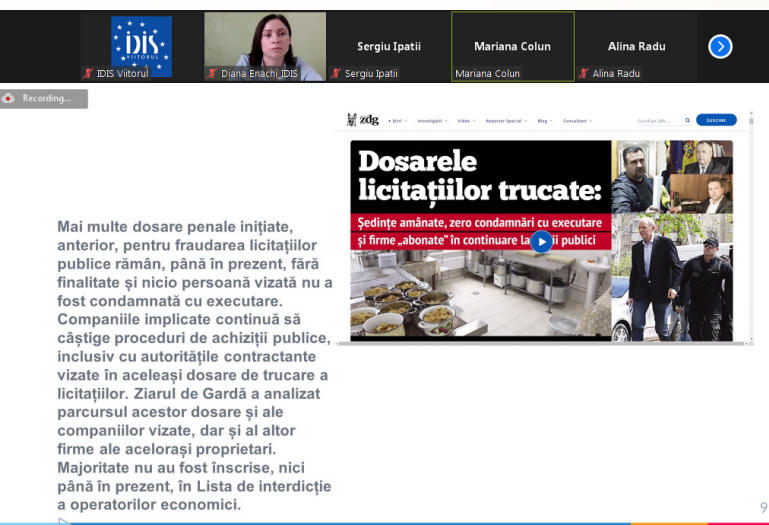 idis
VIITORUL
Sergiu Ipatii
Mariana Colun
Alina Radu
IDIS Viitorul
Diana Enachi_IDIS
Sergiu Ipatii
Mariana Colun
Alina Radu
Recording...
zdg
Știri
Investigații
Video
Reporter Special
Blog
Consultant
Caută pe ZDG...
SUSȚINE
Dosarele
licitațiilor trucate:
Ședințe amânate, zero condamnări cu executare
și firme „abonate” în continuare la ii publici
Mai multe dosare penale inițiate,
anterior, pentru fraudarea licitațiilor
publice rămân, până în prezent, fără
finalitate și nicio persoană vizată nu a
fost condamnată cu executare.
Companiile implicate continuă să
câștige proceduri de achiziții publice,
inclusiv cu autoritățile contractante
vizate în aceleași dosare de trucare a
licitațiilor. Ziarul de Gardă a analizat
parcursul acestor dosare și ale
companiilor vizate, dar și al altor
firme ale acelorași proprietari.
Majoritate nu au fost înscrise, nici
până în prezent, în Lista de interdicție
a operatorilor economici.
9